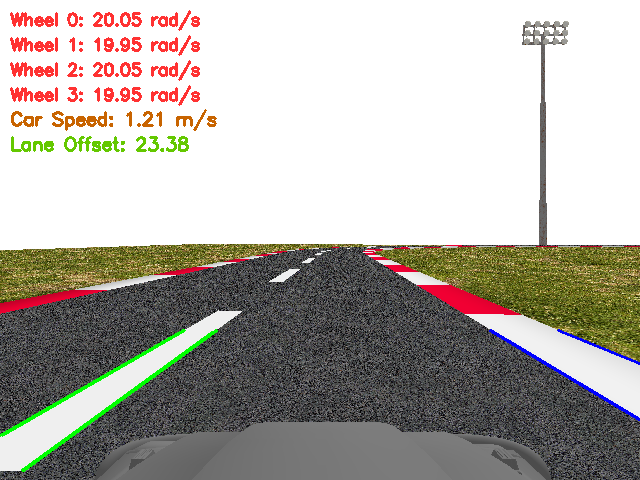 Wheel 0: 20.05 rad/s
Wheel 1: 19.95 rad/s
Wheel 2: 20.05 rad/s
Wheel 3: 19.95 rad/s
Car Speed: 1.21 m/s
Lane Offset: 23.38